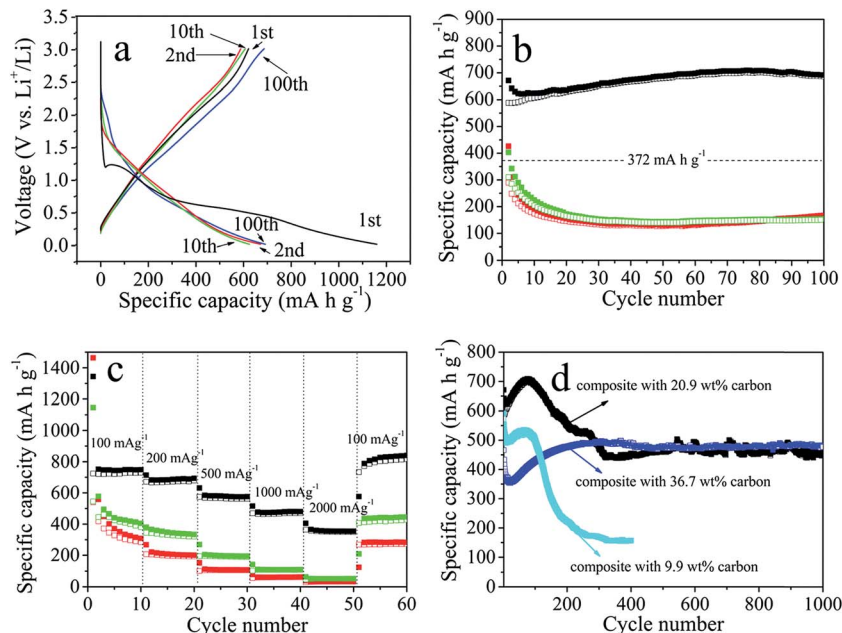 a
10th
1st
2nd
100th
3.5
3.0
2.5
2.0
1.5
1.0
0.5
0.0
Voltage (V vs. Li⁺/Li)
100th
10th
2nd
1st
0 200 400 600 800 1000 1200
Specific capacity (mA h g⁻¹)
b
900
800
700
600
500
400
300
200
100
0
Specific capacity (mA h g⁻¹)
372 mA h g⁻¹
0 10 20 30 40 50 60 70 80 90 100
Cycle number
c
1400
1200
1000
800
600
400
200
0
Specific capacity (mA h g⁻¹)
100 mAg⁻¹
200 mAg⁻¹
500 mAg⁻¹
1000 mAg⁻¹
2000 mAg⁻¹
100 mAg⁻¹
0 10 20 30 40 50 60
Cycle number
d
800
700
600
500
400
300
200
100
0
Specific capacity (mA h g⁻¹)
composite with 20.9 wt% carbon
composite with 36.7 wt% carbon
composite with 9.9 wt% carbon
200 400 600 800 1000
Cycle number